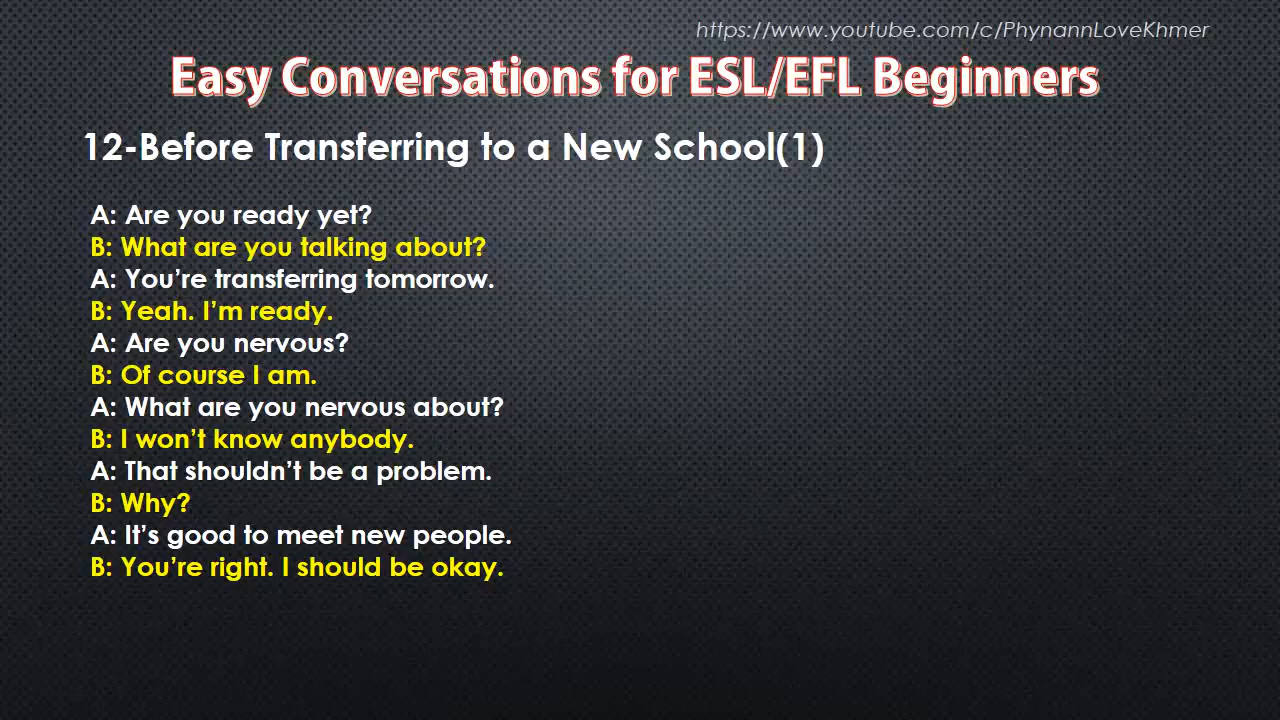 https://www.youtube.com/c/PhynannLoveKhmer
Easy Conversations for ESL/EFL Beginners
12-Before Transferring to a New School(1)
A: Are you ready yet?
B: What are you talking about?
A: You’re transferring tomorrow.
B: Yeah. I’m ready.
A: Are you nervous?
B: Of course I am.
A: What are you nervous about?
B: I won’t know anybody.
A: That shouldn’t be a problem.
B: Why?
A: It’s good to meet new people.
B: You’re right. I should be okay.